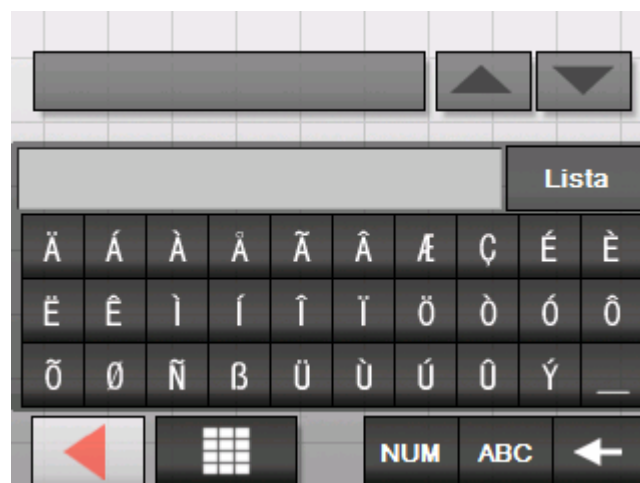 Lista
Ä Á À Å Ã Â Æ Ç É È
Ë Ê Ì Í Î Ï Ö Ò Ó Ô
Õ Ø Ñ ß Ü Ù Ú Û Ý _
NUM ABC